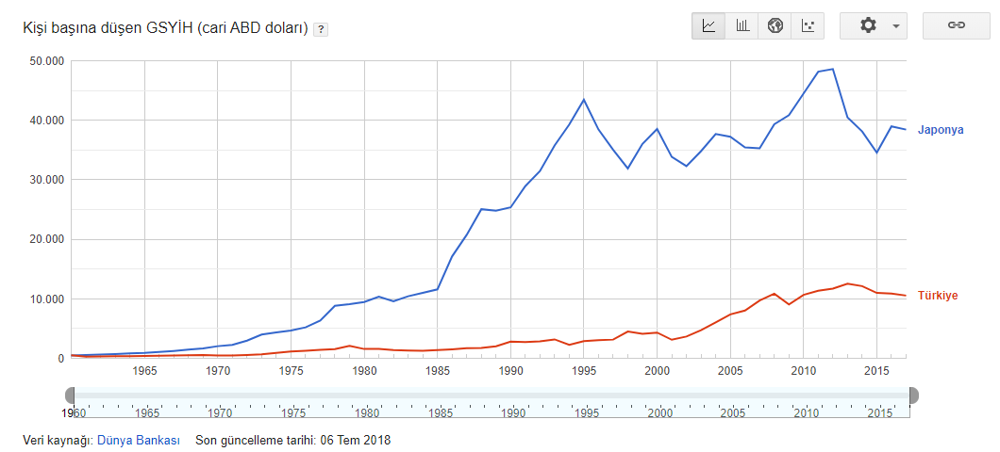 Kişi başına düşen GSYİH (cari ABD doları) ?
50.000
40.000
30.000
20.000
10.000
0
Japonya
Türkiye
1965 1970 1975 1980 1985 1990 1995 2000 2005 2010 2015
1960 1965 1970 1975 1980 1985 1990 1995 2000 2005 2010 2015
Veri kaynağı: Dünya Bankası Son güncelleme tarihi: 06 Tem 2018